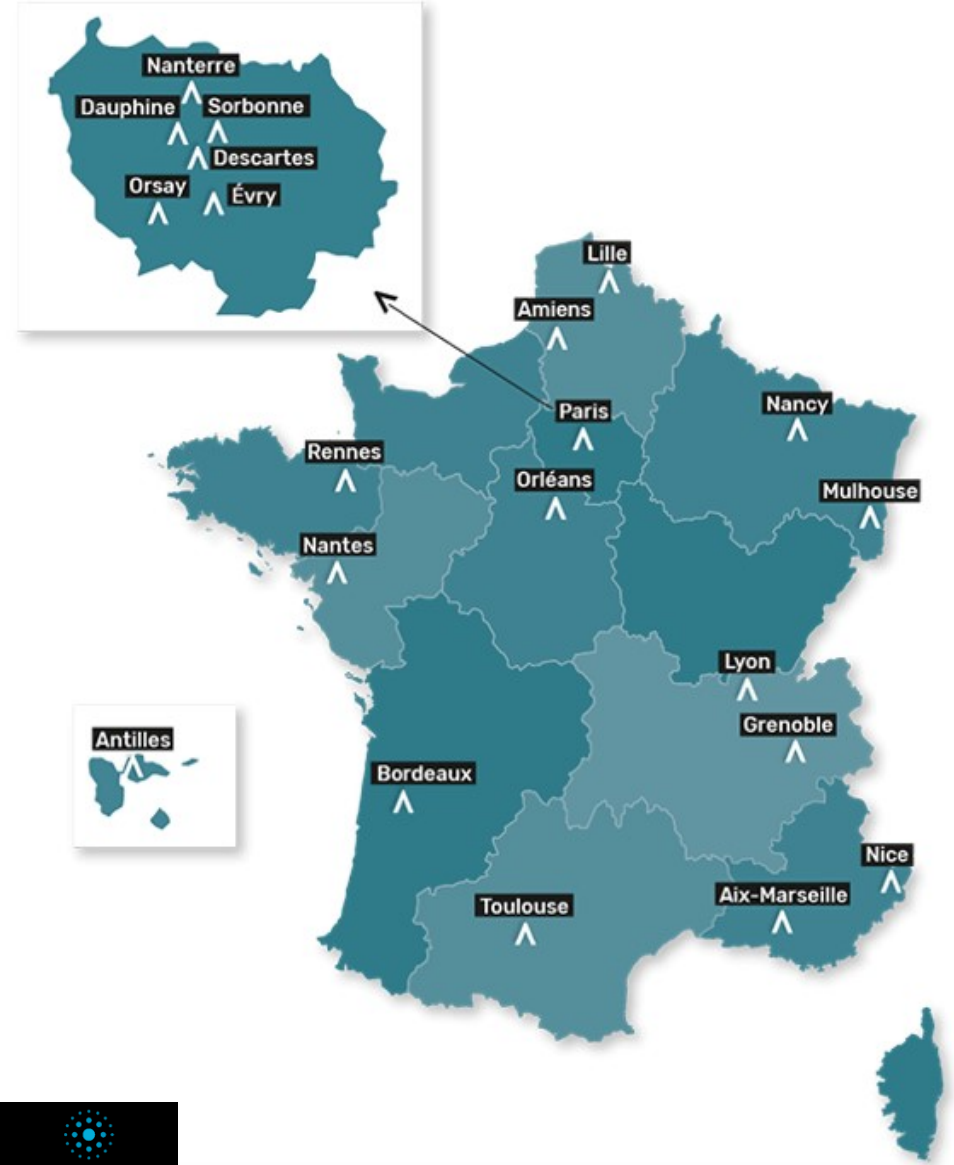 Nanterre
Dauphine
Sorbonne
Descartes
Orsay
Évry
Lille
Amiens
Paris
Nancy
Rennes
Orléans
Mulhouse
Nantes
Lyon
Grenoble
Antilles
Bordeaux
Nice
Aix-Marseille
Toulouse